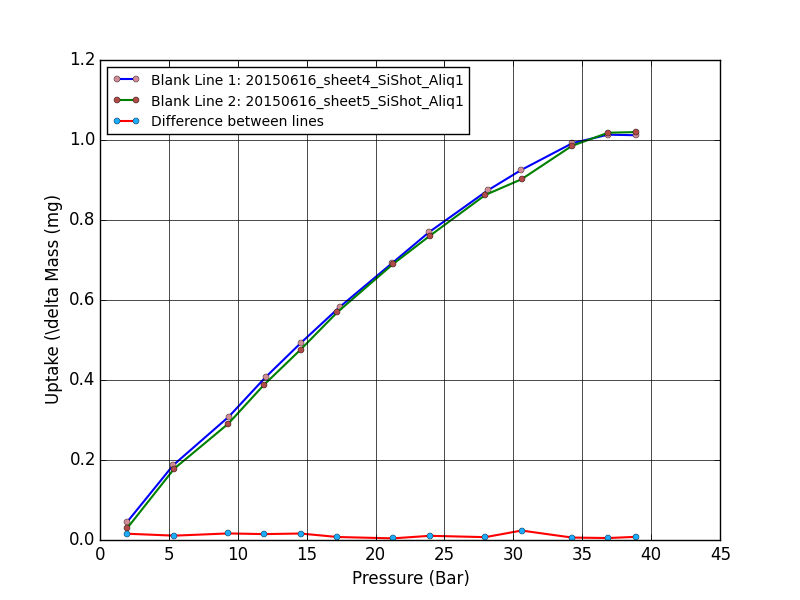 1.2
1.0
0.8
0.6
0.4
0.2
0.0
Uptake (\delta Mass (mg)
Blank Line 1: 20150616_sheet4_SiShot_Aliq1
Blank Line 2: 20150616_sheet5_SiShot_Aliq1
Difference between lines
0 5 10 15 20 25 30 35 40 45
Pressure (Bar)